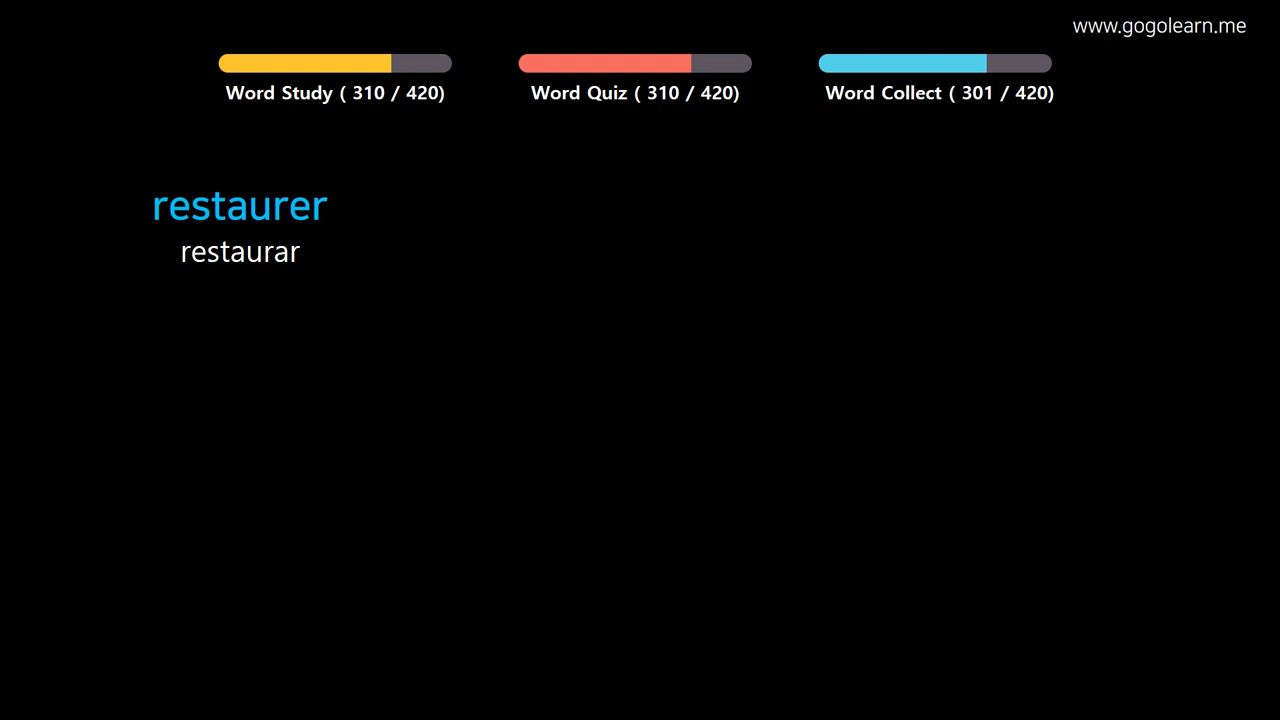 www.gogolearn.me
Word Study ( 310 / 420)
Word Quiz ( 310 / 420)
Word Collect ( 301 / 420)
restaurer
restaurar